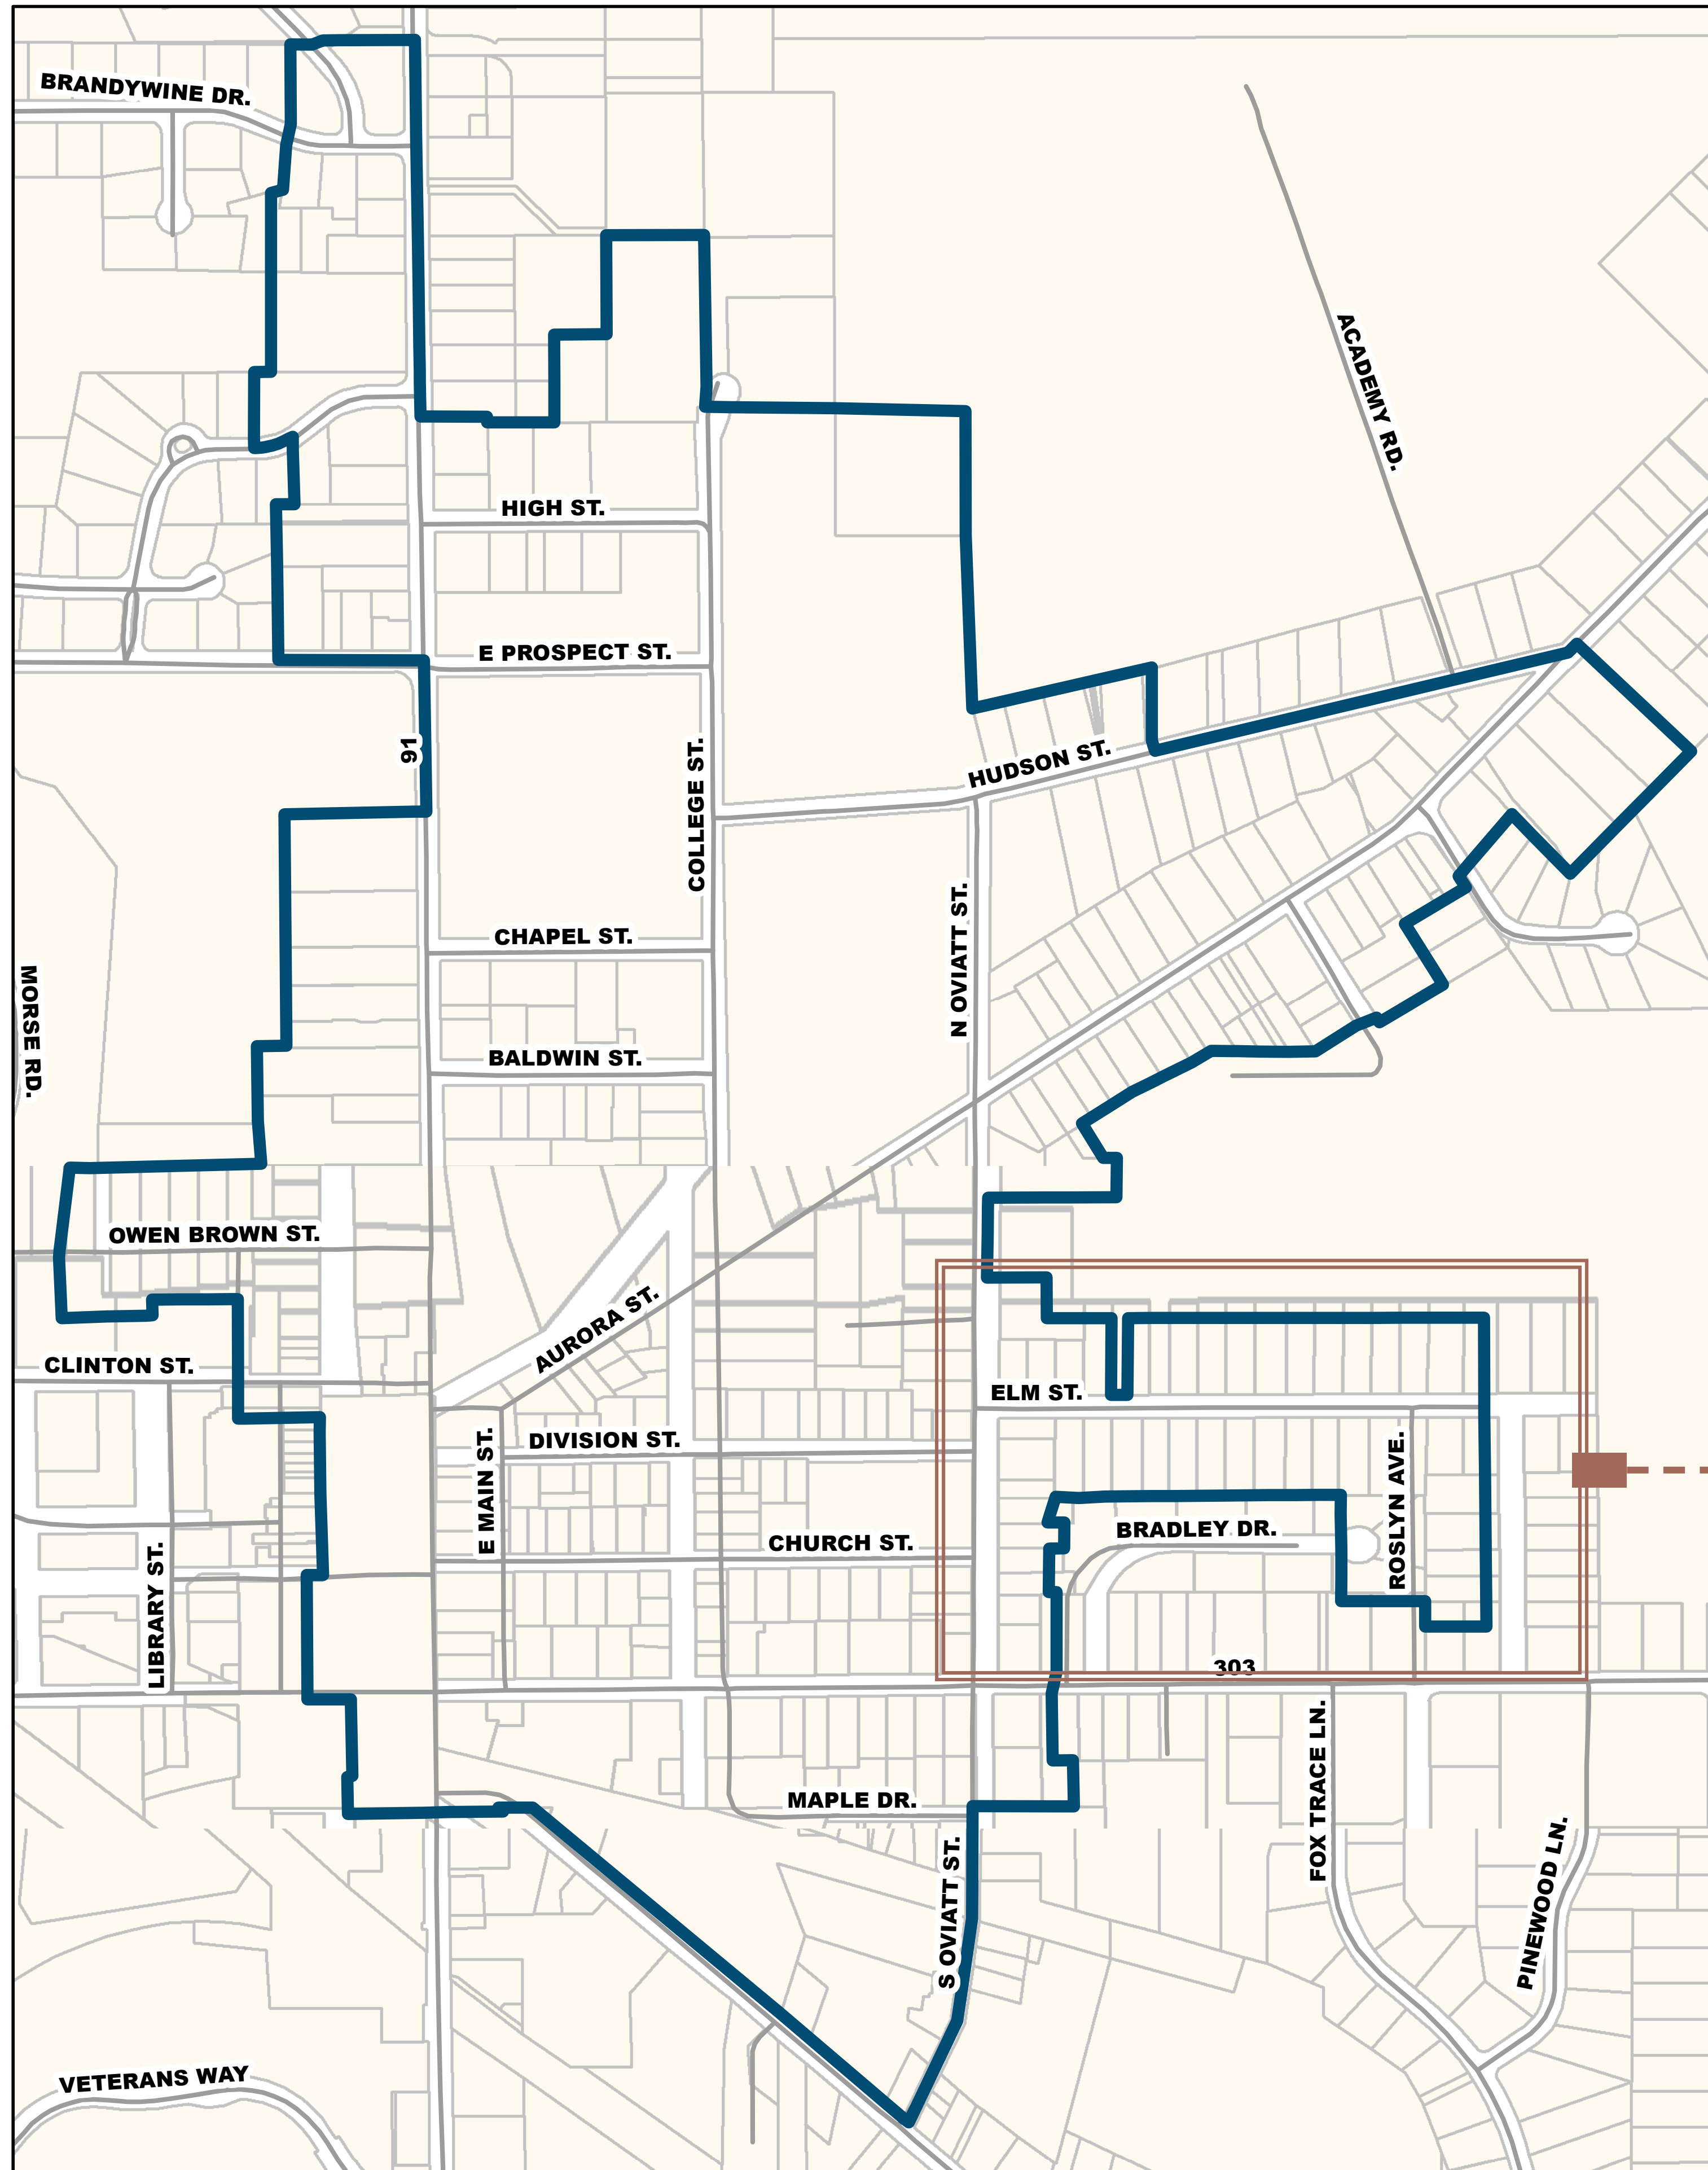 BRANDYWINE DR.
ACADEMY RD.
HIGH ST.
E PROSPECT ST.
91
COLLEGE ST.
HUDSON ST.
CHAPEL ST.
N OVIATT ST.
MORSE RD.
BALDWIN ST.
OWEN BROWN ST.
AURORA ST.
CLINTON ST.
ELM ST.
DIVISION ST.
E MAIN ST.
ROSLYN AVE.
BRADLEY DR.
CHURCH ST.
LIBRARY ST.
303
FOX TRACE LN.
MAPLE DR.
S OVIATT ST.
PINEWOOD LN.
VETERANS WAY